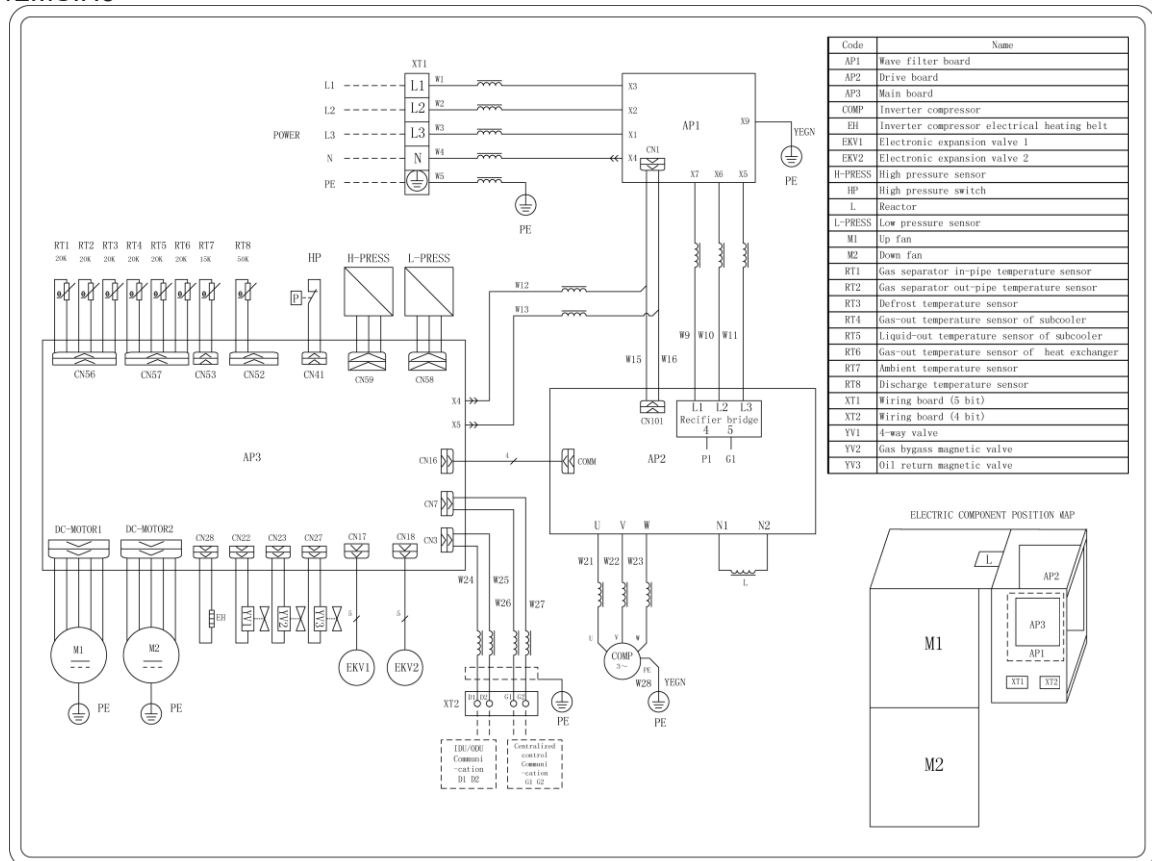 XT1
L1 L1 W1
L2 L2 W2
POWER L3 L3 W3
N N W4
PE W5
PE
X3
X2
X1
X4
AP1
CN1
X9
YEGN
PE
X7 X6 X5
RT1 RT2 RT3 RT4 RT5 RT6 RT7 RT8
20K 20K 20K 20K 20K 20K 15K 50K
HP H-PRESS L-PRESS
P
CN56 CN57 CN53 CN52 CN41 CN59 CN58
W12
W13
W15 W16
W9 W10 W11
X4
X5
AP3
CN16
4
COMM
CN7
CN3
CN101
L1 L2 L3
Rectifier bridge
4 5
P1 G1
AP2
U V W N1 N2
W21 W22 W23
L
U V W
COMP
3~
PE
W28 YEGN
PE
DC-MOTOR1 DC-MOTOR2 CN28 CN22 CN23 CN27 CN17 CN18
W24 W25
W26 W27
EH YV1 YV2 YV3 5 5
M1 M2 EKV1 EKV2
PE PE
XT2 D1 D2 G1 G2
PE
IDU/ODU
Communi
-cation
D1 D2
Centralized
control
Communi
-cation
G1 G2
Code Name
AP1 Wave filter board
AP2 Drive board
AP3 Main board
COMP Inverter compressor
EH Inverter compressor electrical heating belt
EKV1 Electronic expansion valve 1
EKV2 Electronic expansion valve 2
H-PRESS High pressure sensor
HP High pressure switch
L Reactor
L-PRESS Low pressure sensor
M1 Up fan
M2 Down fan
RT1 Gas separator in-pipe temperature sensor
RT2 Gas separator out-pipe temperature sensor
RT3 Defrost temperature sensor
RT4 Gas-out temperature sensor of subcooler
RT5 Liquid-out temperature sensor of subcooler
RT6 Gas-out temperature sensor of heat exchanger
RT7 Ambient temperature sensor
RT8 Discharge temperature sensor
XT1 Wiring board (5 bit)
XT2 Wiring board (4 bit)
YV1 4-way valve
YV2 Gas bypass magnetic valve
YV3 Oil return magnetic valve
ELECTRIC COMPONENT POSITION MAP
L
AP2
AP3
AP1
XT1 XT2
M1
M2